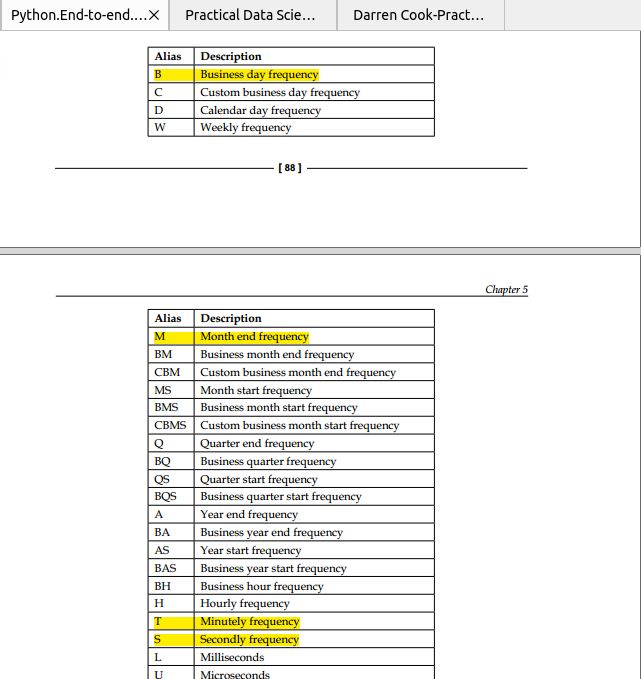 Python.End-to-end....✕ Practical Data Scie... Darren Cook-Pract...
Alias Description
B Business day frequency
C Custom business day frequency
D Calendar day frequency
W Weekly frequency
[ 88 ]
Chapter 5
Alias Description
M Month end frequency
BM Business month end frequency
CBM Custom business month end frequency
MS Month start frequency
BMS Business month start frequency
CBMS Custom business month start frequency
Q Quarter end frequency
BQ Business quarter frequency
QS Quarter start frequency
BQS Business quarter start frequency
A Year end frequency
BA Business year end frequency
AS Year start frequency
BAS Business year start frequency
BH Business hour frequency
H Hourly frequency
T Minutely frequency
S Secondly frequency
L Milliseconds
U Microseconds